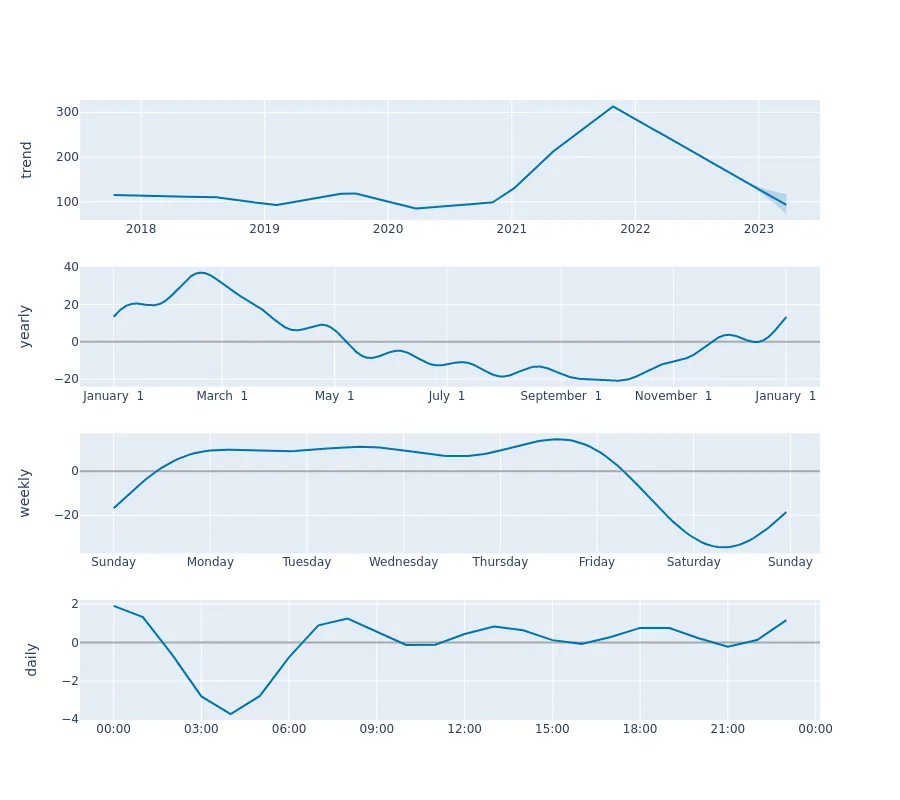 trend
300
200
100
2018 2019 2020 2021 2022 2023
yearly
40
20
0
−20
January 1 March 1 May 1 July 1 September 1 November 1 January 1
weekly
0
−20
Sunday Monday Tuesday Wednesday Thursday Friday Saturday Sunday
daily
2
0
−2
−4
00:00 03:00 06:00 09:00 12:00 15:00 18:00 21:00 00:00